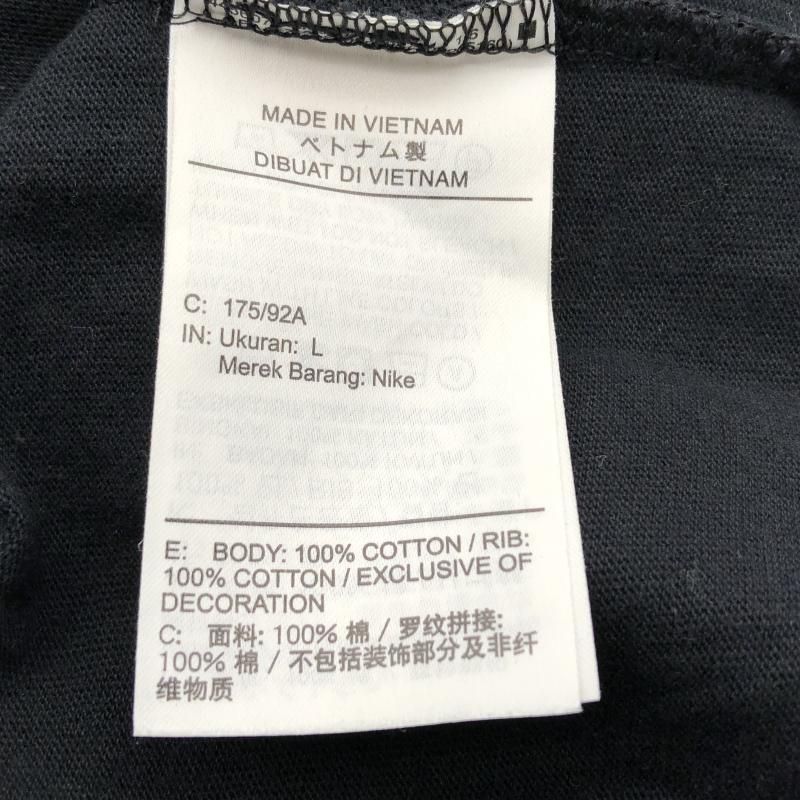 MADE IN VIETNAM
ベトナム製
DIBUAT DI VIETNAM
C: 175/92A
IN: Ukuran: L
Merek Barang: Nike
E: BODY: 100% COTTON / RIB:
100% COTTON / EXCLUSIVE OF
DECORATION
C: 面料: 100% 棉 / 罗纹拼接:
100% 棉 / 不包括装饰部分及非纤
维物质